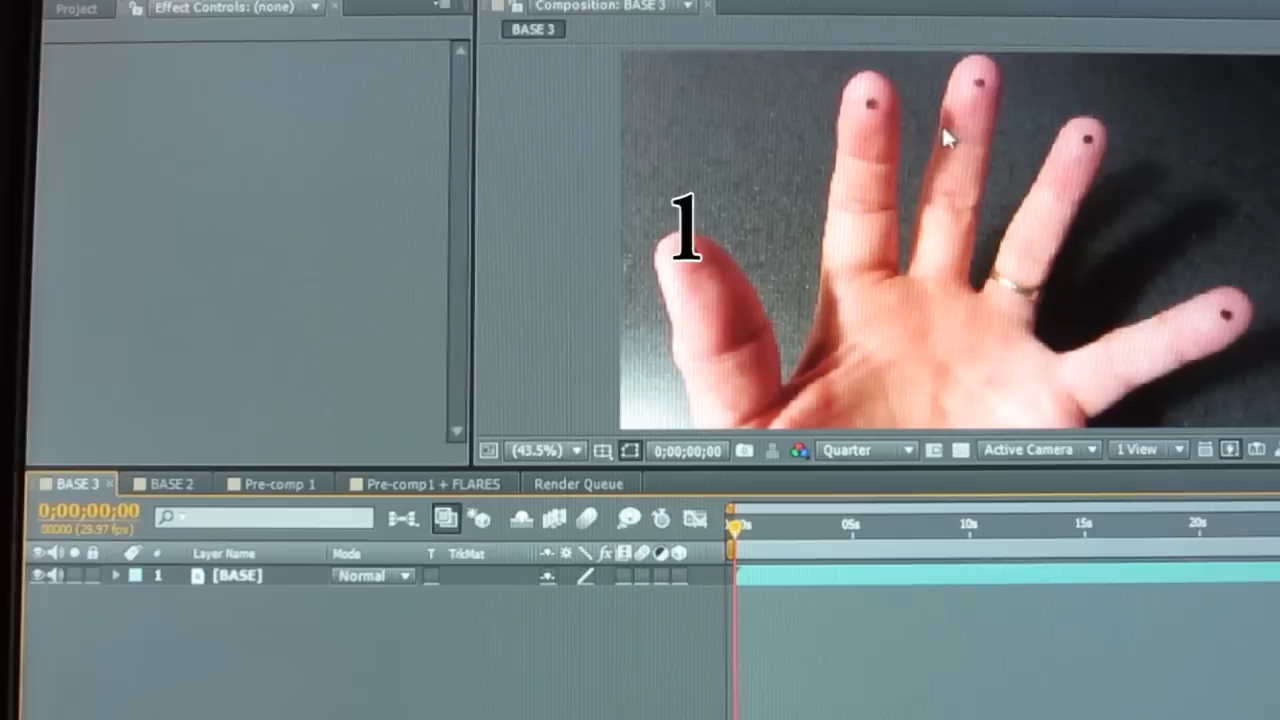 Project
Effect Controls: (none)
Composition: BASE 3
BASE 3
1
(43.5%)
0;00;00;00
Quarter
Active Camera
1 View
BASE 3
BASE 2
Pre-comp 1
Pre-comp1 + FLARES
Render Queue
0;00;00;00
00000 (29.97 fps)
05s
10s
15s
20s
#
Layer Name
Mode
T
TrkMat
fx
1
[BASE]
Normal